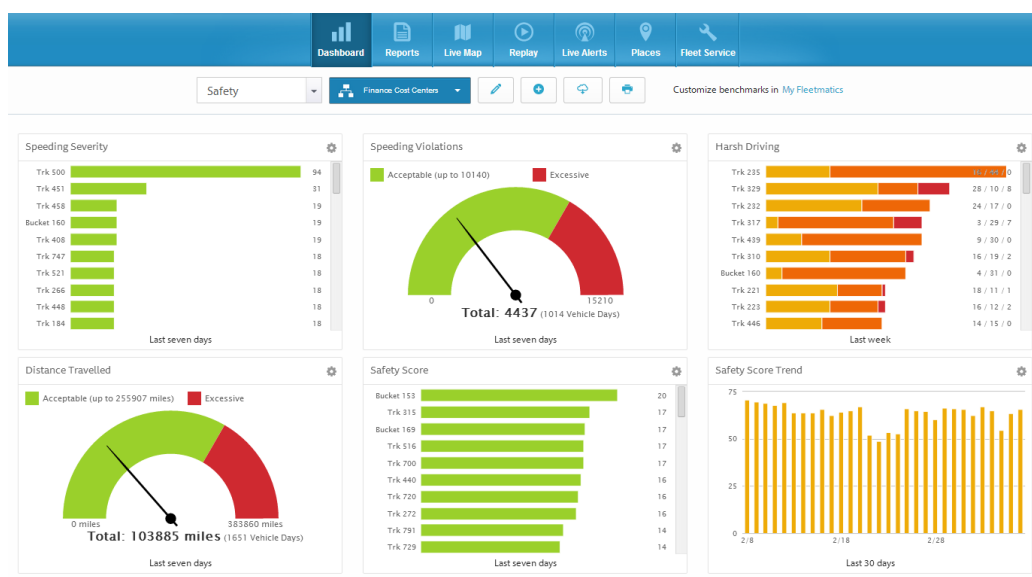 Dashboard Reports Live Map Replay Live Alerts Places Fleet Service
Safety Finance Cost Centers Customize benchmarks in My Fleetmatics
Speeding Severity
Trk 500 94
Trk 451 31
Trk 458 19
Bucket 160 19
Trk 408 19
Trk 747 18
Trk 521 18
Trk 266 18
Trk 448 18
Trk 184 18
Last seven days
Speeding Violations
Acceptable (up to 10140) Excessive
0 15210
Total: 4437 (1014 Vehicle Days)
Last seven days
Harsh Driving
Trk 235 / 0
Trk 329 28 / 10 / 8
Trk 232 24 / 17 / 0
Trk 317 3 / 29 / 7
Trk 439 9 / 30 / 0
Trk 310 16 / 19 / 2
Bucket 160 4 / 31 / 0
Trk 221 18 / 11 / 1
Trk 223 16 / 12 / 2
Trk 446 14 / 15 / 0
Last week
Distance Travelled
Acceptable (up to 255907 miles) Excessive
0 miles 383860 miles
Total: 103885 miles (1651 Vehicle Days)
Last seven days
Safety Score
Bucket 153 20
Trk 315 17
Bucket 169 17
Trk 516 17
Trk 700 17
Trk 440 16
Trk 720 16
Trk 272 16
Trk 791 14
Trk 729 14
Last seven days
Safety Score Trend
75
50
25
0
2/8 2/18 2/28
Last 30 days